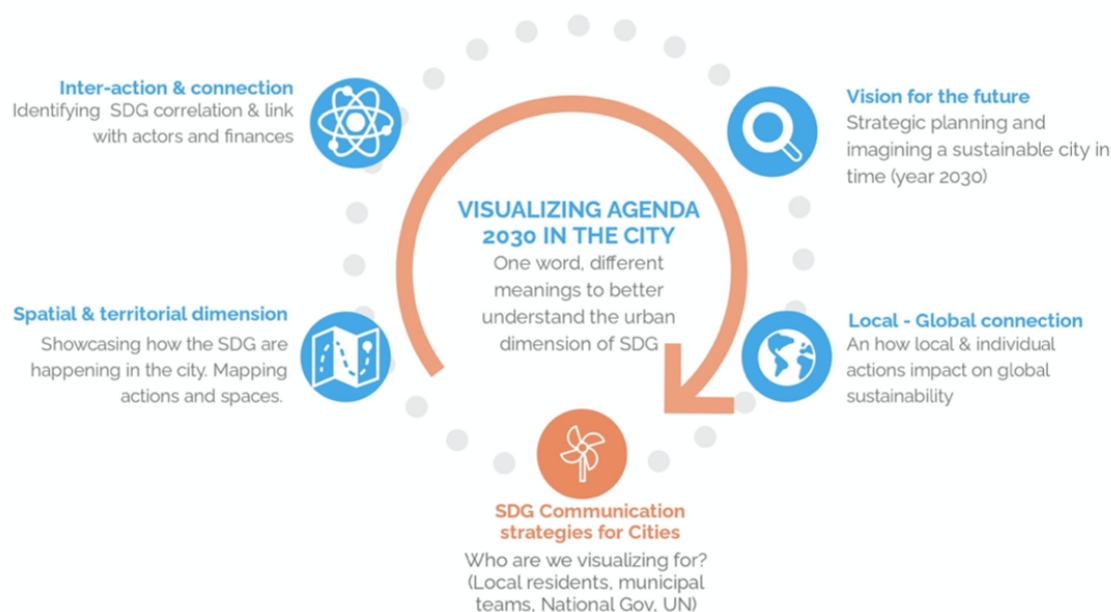 Inter-action & connection
Identifying SDG correlation & link
with actors and finances
Vision for the future
Strategic planning and
imagining a sustainable city in
time (year 2030)
VISUALIZING AGENDA
2030 IN THE CITY
One word, different
meanings to better
understand the urban
dimension of SDG
Spatial & territorial dimension
Showcasing how the SDG are
happening in the city. Mapping
actions and spaces.
Local - Global connection
An how local & individual
actions impact on global
sustainability
SDG Communication
strategies for Cities
Who are we visualizing for?
(Local residents, municipal
teams, National Gov, UN)